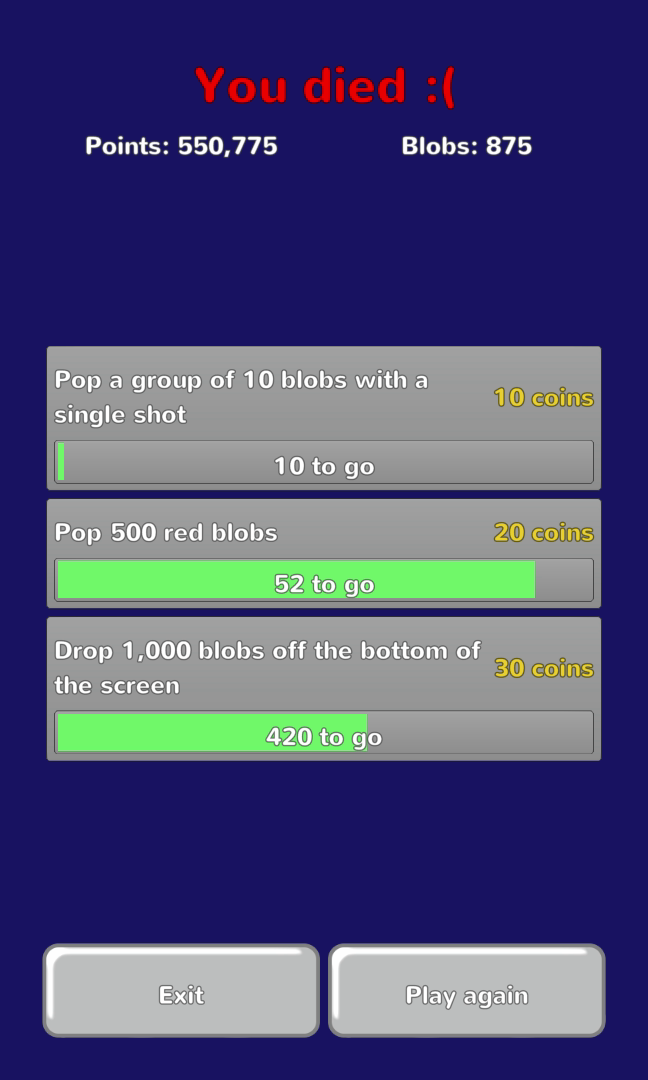 You died :(
Points: 550,775
Blobs: 875
Pop a group of 10 blobs with a
single shot
10 coins
10 to go
Pop 500 red blobs
20 coins
52 to go
Drop 1,000 blobs off the bottom of
the screen
30 coins
420 to go
Exit
Play again